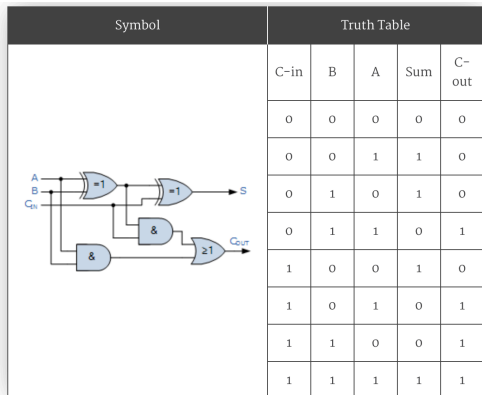 Symbol Truth Table
C-in B A Sum C-
out
0 0 0 0 0
0 0 1 1 0
0 1 0 1 0
0 1 1 0 1
1 0 0 1 0
1 0 1 0 1
1 1 0 0 1
1 1 1 1 1
A
B
CIN
=1
=1
S
&
&
≥1
COUT